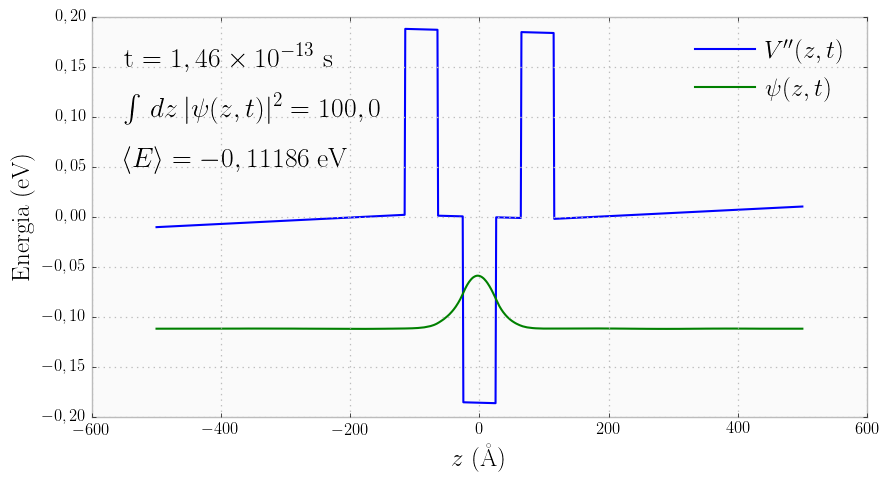 t = 1,46 × 10⁻¹³ s
∫ dz |ψ(z,t)|² = 100,0
⟨E⟩ = −0,11186 eV
V′′(z,t)
ψ(z,t)
Energia (eV)
0,20
0,15
0,10
0,05
0,00
−0,05
−0,10
−0,15
−0,20
−600 −400 −200 0 200 400 600
z (Å)